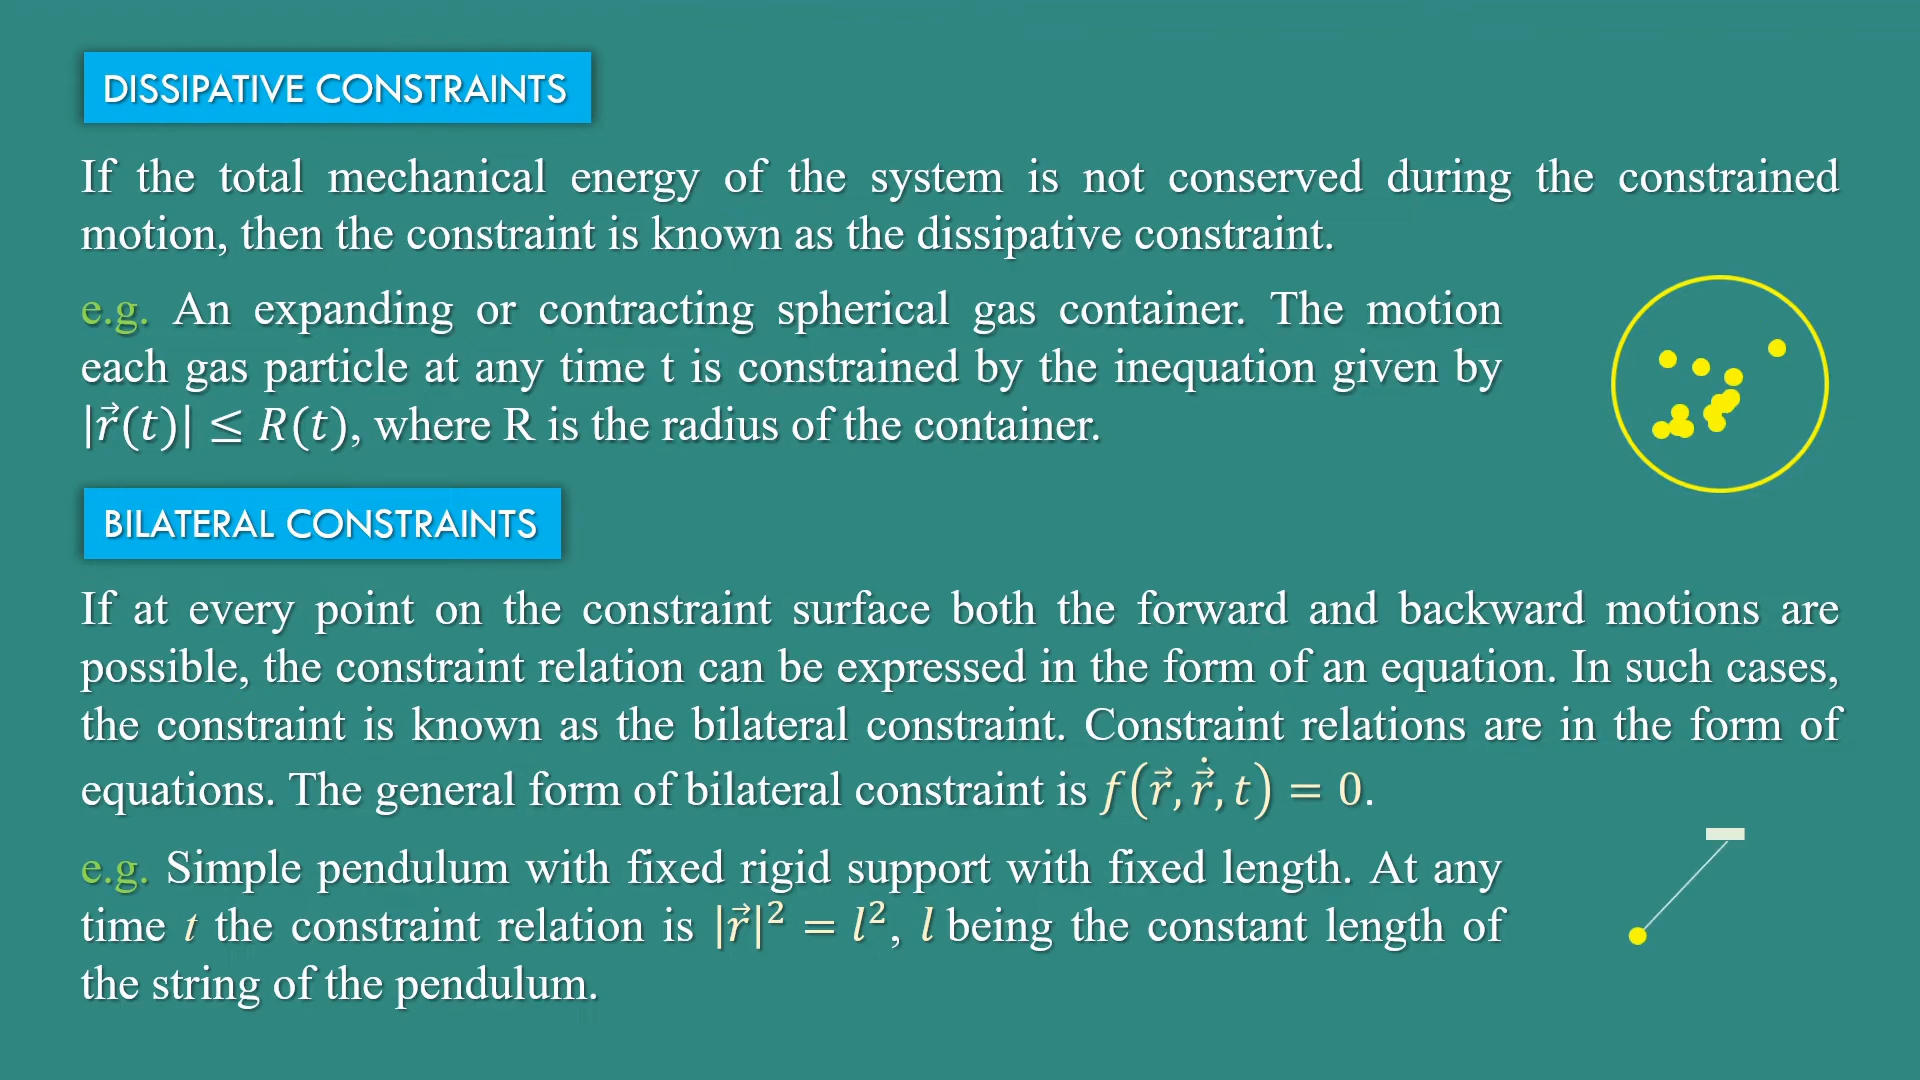 DISSIPATIVE CONSTRAINTS
If the total mechanical energy of the system is not conserved during the constrained
motion, then the constraint is known as the dissipative constraint.
e.g. An expanding or contracting spherical gas container. The motion
each gas particle at any time t is constrained by the inequation given by
|r⃗(t)| ≤ R(t), where R is the radius of the container.
BILATERAL CONSTRAINTS
If at every point on the constraint surface both the forward and backward motions are
possible, the constraint relation can be expressed in the form of an equation. In such cases,
the constraint is known as the bilateral constraint. Constraint relations are in the form of
equations. The general form of bilateral constraint is f(r⃗, ṙ⃗, t) = 0.
e.g. Simple pendulum with fixed rigid support with fixed length. At any
time t the constraint relation is |r⃗|² = l², l being the constant length of
the string of the pendulum.